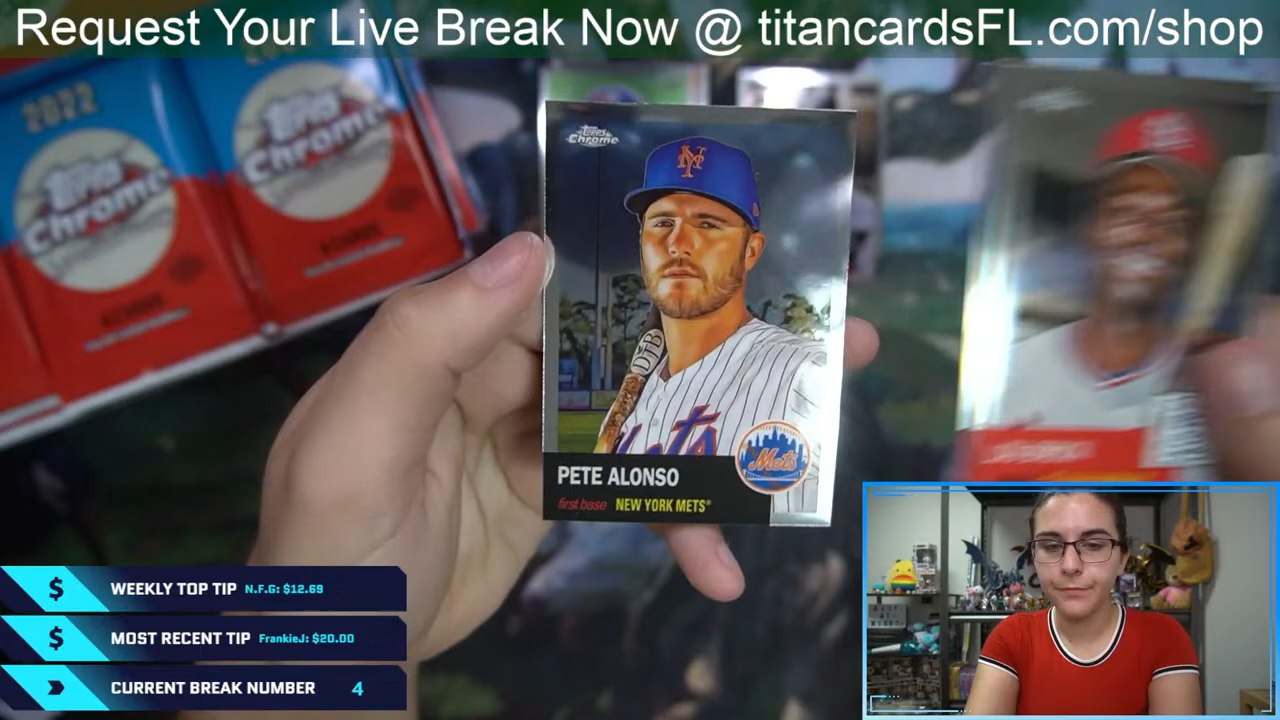 Request Your Live Break Now @ titancardsFL.com/shop
2022
Topps
Chrome
Topps
Chrome
Topps
Chrome
NY
DFB
Mets
Mets
PETE ALONSO
first base NEW YORK METS
WEEKLY TOP TIP N.F.G: $12.69
MOST RECENT TIP FrankieJ: $20.00
CURRENT BREAK NUMBER 4